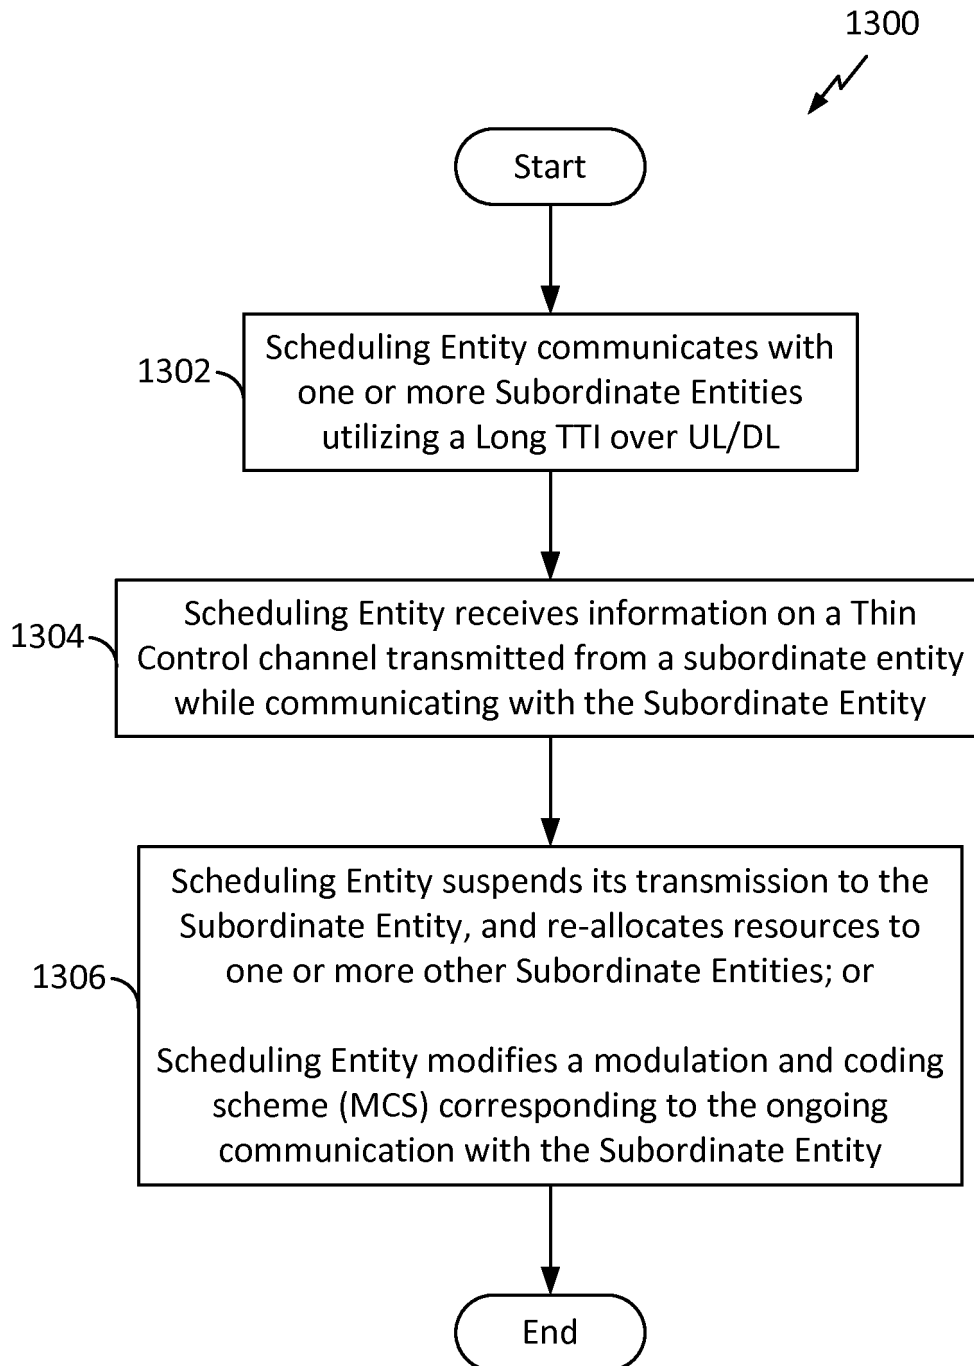 1300
Start
1302
Scheduling Entity communicates with
one or more Subordinate Entities
utilizing a Long TTI over UL/DL
1304
Scheduling Entity receives information on a Thin
Control channel transmitted from a subordinate entity
while communicating with the Subordinate Entity
1306
Scheduling Entity suspends its transmission to the
Subordinate Entity, and re-allocates resources to
one or more other Subordinate Entities; or
Scheduling Entity modifies a modulation and coding
scheme (MCS) corresponding to the ongoing
communication with the Subordinate Entity
End